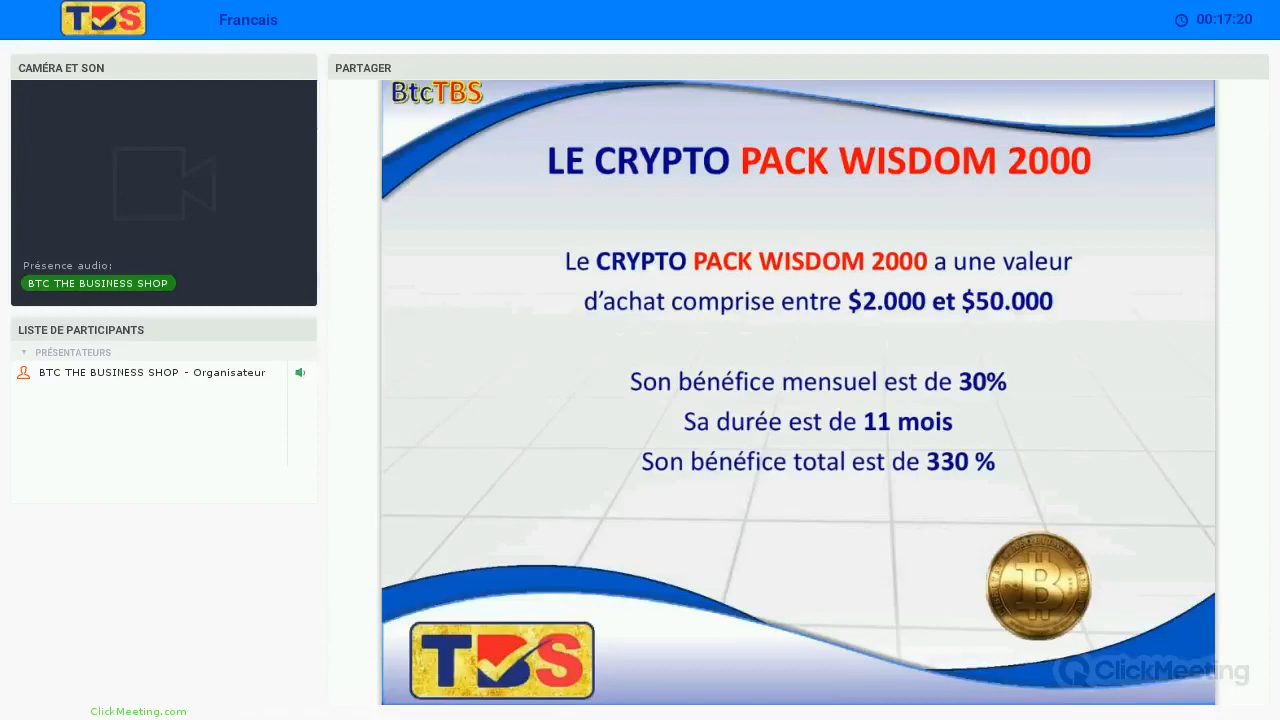 TBS
Francais
00:17:20
CAMÉRA ET SON
Présence audio:
BTC THE BUSINESS SHOP
LISTE DE PARTICIPANTS
PRÉSENTATEURS
BTC THE BUSINESS SHOP - Organisateur
PARTAGER
BtcTBS
LE CRYPTO PACK WISDOM 2000
Le CRYPTO PACK WISDOM 2000 a une valeur
d’achat comprise entre $2.000 et $50.000
Son bénéfice mensuel est de 30%
Sa durée est de 11 mois
Son bénéfice total est de 330 %
TBS
ClickMeeting
ClickMeeting.com